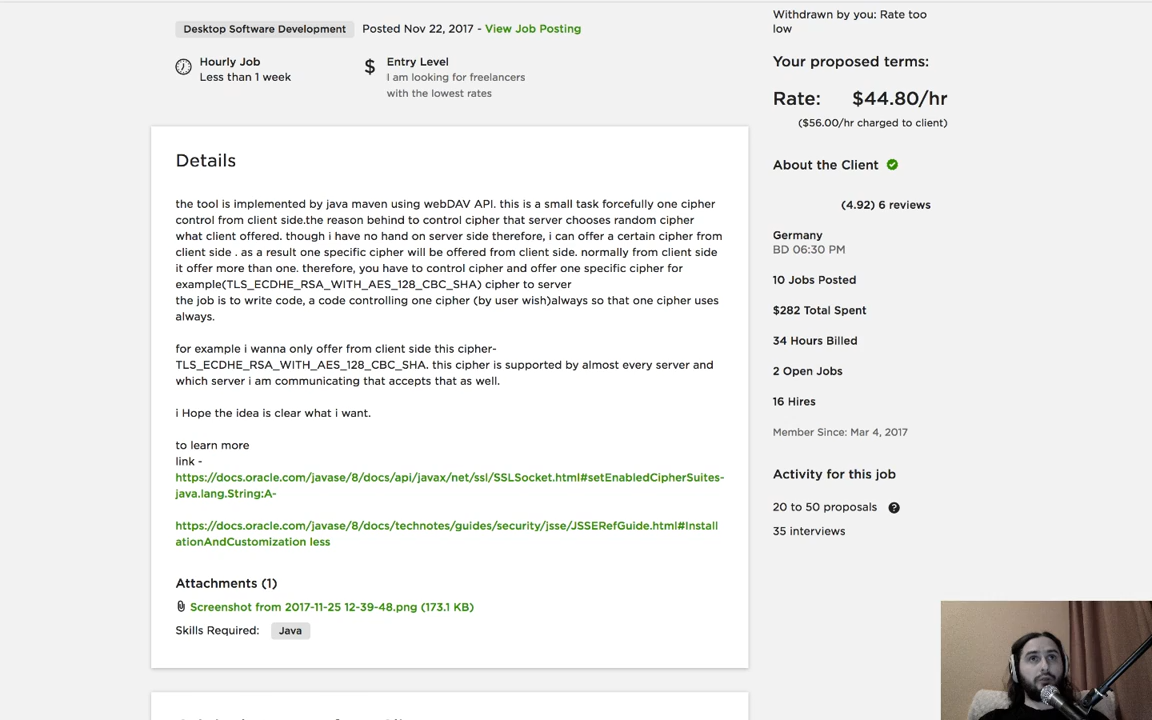 Desktop Software Development Posted Nov 22, 2017 - View Job Posting
Hourly Job
Less than 1 week
$
Entry Level
I am looking for freelancers
with the lowest rates
Details
the tool is implemented by java maven using webDAV API. this is a small task forcefully one cipher
control from client side.the reason behind to control cipher that server chooses random cipher
what client offered. though i have no hand on server side therefore, i can offer a certain cipher from
client side . as a result one specific cipher will be offered from client side. normally from client side
it offer more than one. therefore, you have to control cipher and offer one specific cipher for
example(TLS_ECDHE_RSA_WITH_AES_128_CBC_SHA) cipher to server
the job is to write code, a code controlling one cipher (by user wish)always so that one cipher uses
always.
for example i wanna only offer from client side this cipher-
TLS_ECDHE_RSA_WITH_AES_128_CBC_SHA. this cipher is supported by almost every server and
which server i am communicating that accepts that as well.
i Hope the idea is clear what i want.
to learn more
link -
https://docs.oracle.com/javase/8/docs/api/javax/net/ssl/SSLSocket.html#setEnabledCipherSuites-
java.lang.String:A-
https://docs.oracle.com/javase/8/docs/technotes/guides/security/jsse/JSSERefGuide.html#Install
ationAndCustomization less
Attachments (1)
Screenshot from 2017-11-25 12-39-48.png (173.1 KB)
Skills Required: Java
Withdrawn by you: Rate too
low
Your proposed terms:
Rate: $44.80/hr
($56.00/hr charged to client)
About the Client
(4.92) 6 reviews
Germany
BD 06:30 PM
10 Jobs Posted
$282 Total Spent
34 Hours Billed
2 Open Jobs
16 Hires
Member Since: Mar 4, 2017
Activity for this job
20 to 50 proposals ?
35 interviews